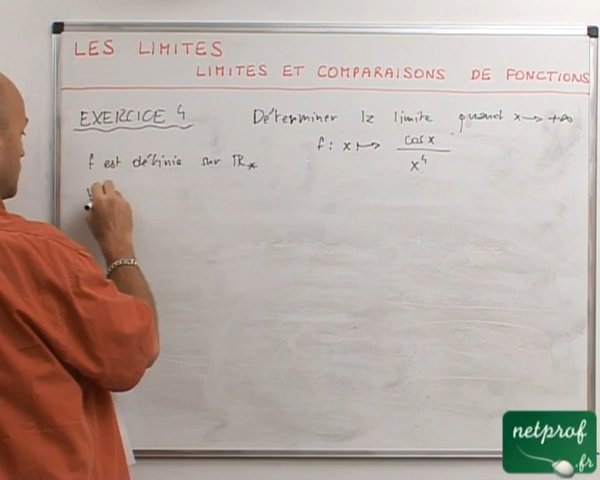 LES LIMITES
LIMITES ET COMPARAISONS DE FONCTIONS
EXERCICE 4 Déterminer la limite quand x → +∞
f : x ↦ cos x / x⁴
f est définie sur ℝ*
netprof
.fr